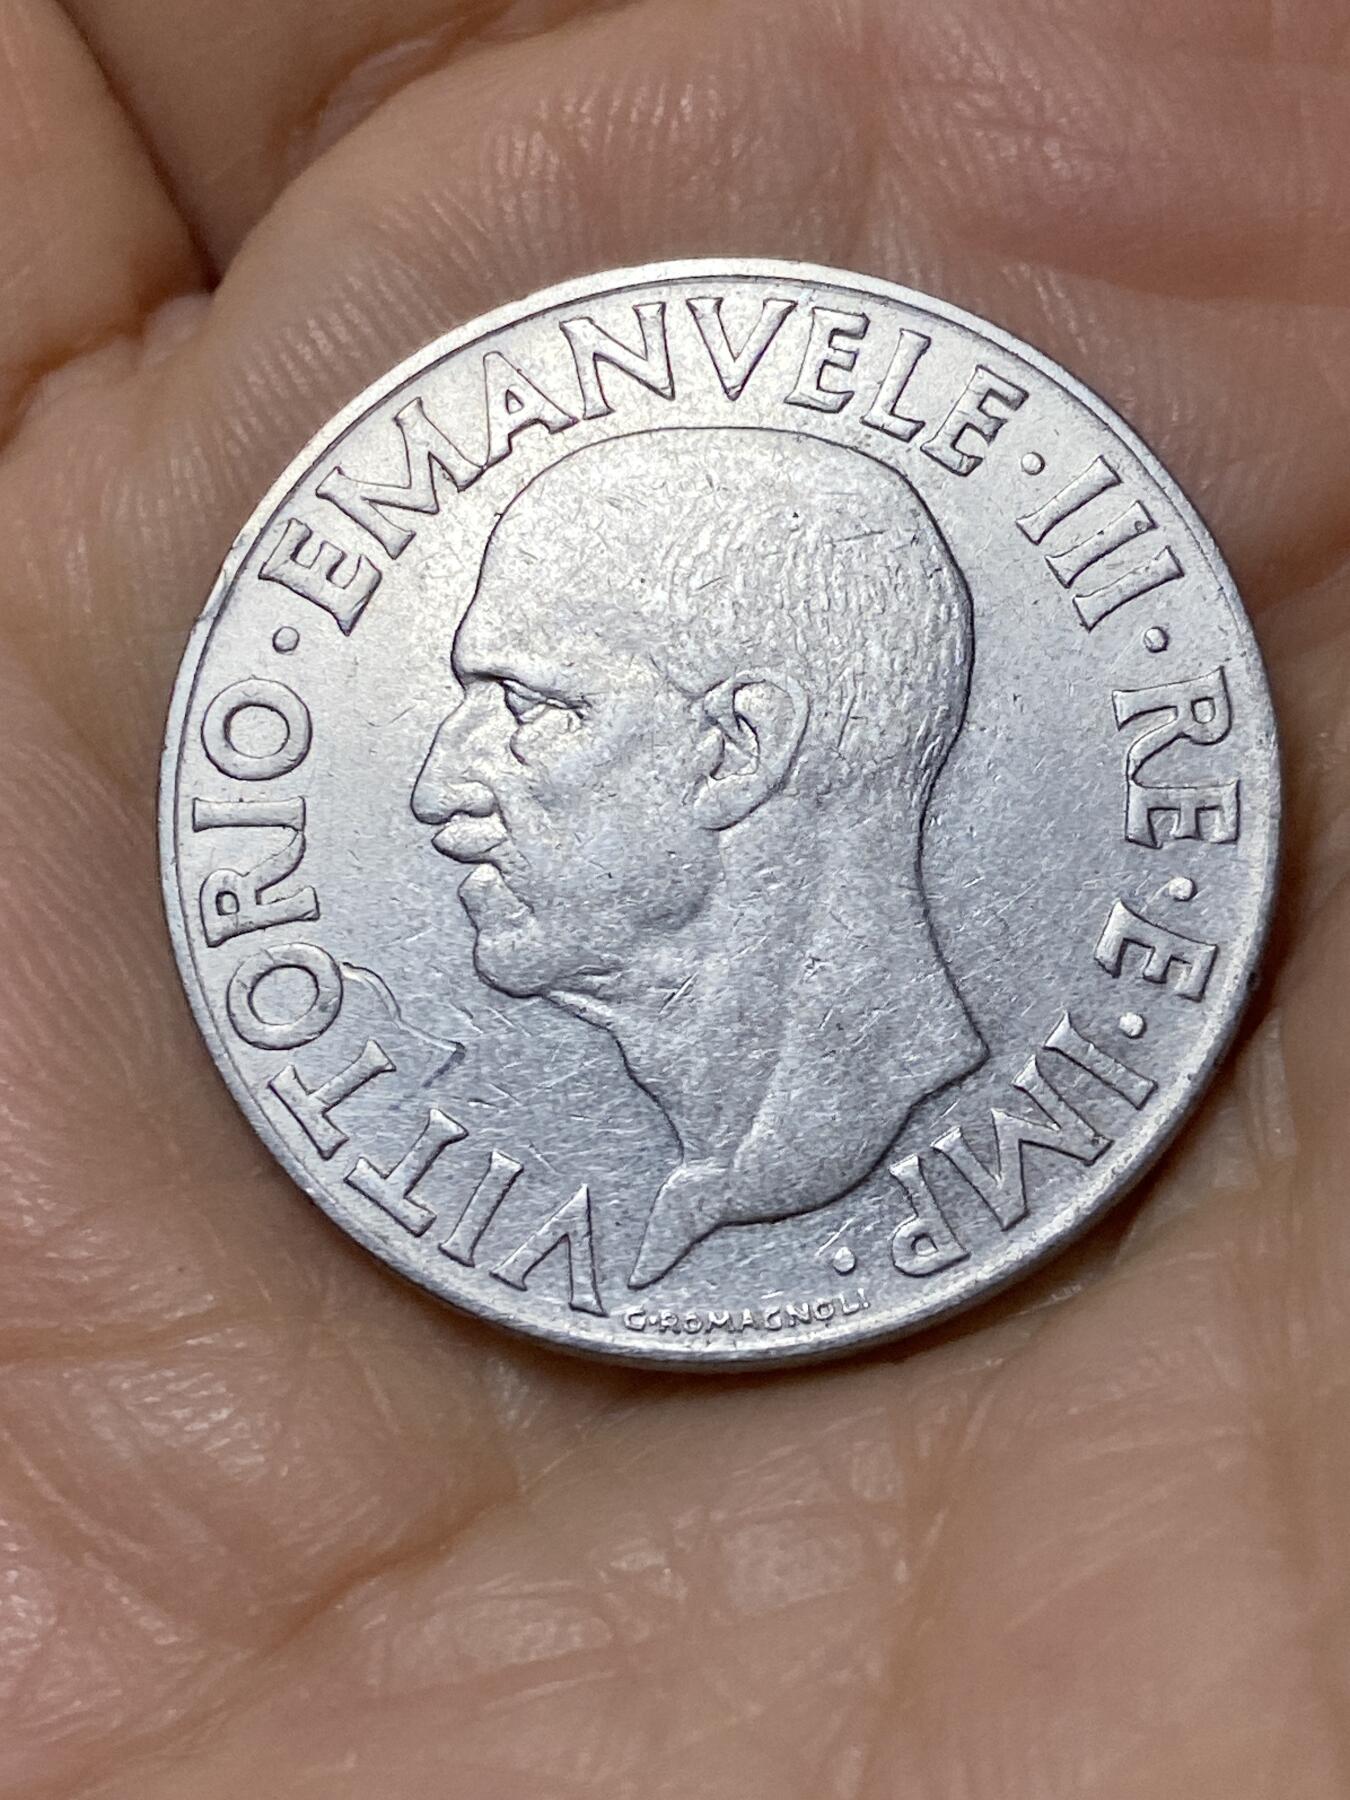 VITTORIO · EMANVELE · III · RE · E · IMP ·
G·ROMAGNOLI